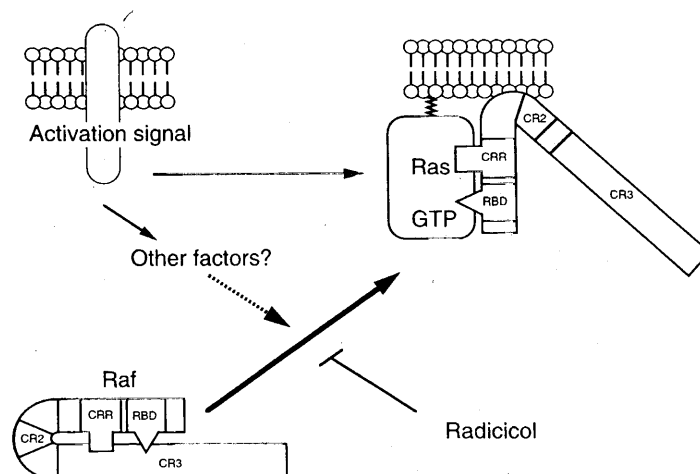 Activation signal
CR2
Ras
CRR
CR3
RBD
GTP
Other factors?
Raf
CRR
RBD
CR2
CR3
Radicicol